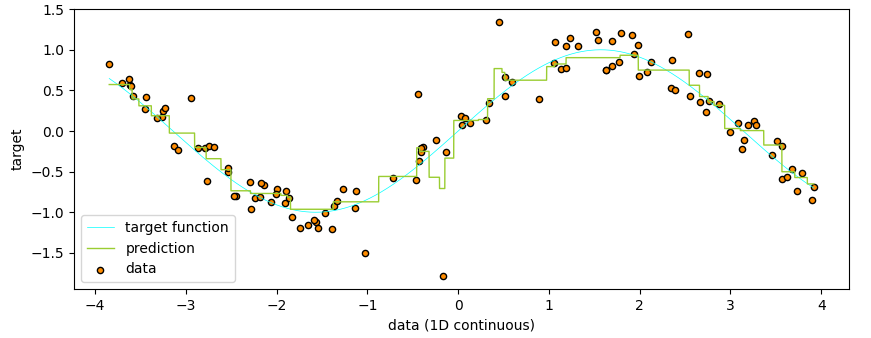 1.5
1.0
0.5
0.0
−0.5
−1.0
−1.5
target
target function
prediction
data
−4 −3 −2 −1 0 1 2 3 4
data (1D continuous)